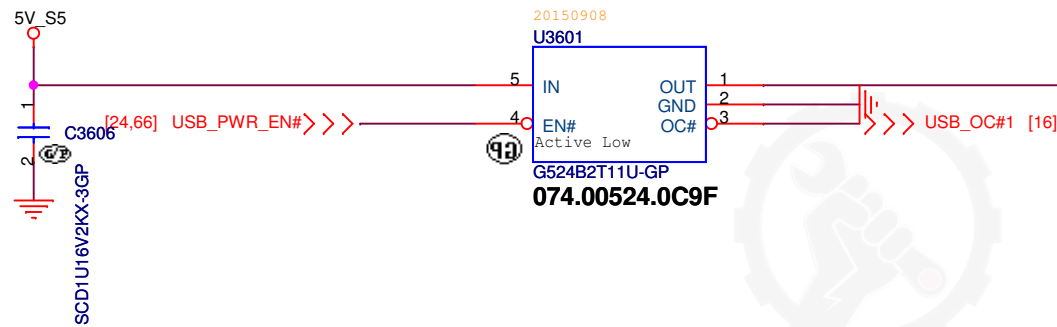 5V_S5
20150908
U3601
5 IN OUT 1
GND 2
[24,66] USB_PWR_EN# 4 EN# OC# 3 USB_OC#1 [16]
Active Low
1
C3606
2
G/P
GP
SCD1U16V2KX-3GP
G524B2T11U-GP
074.00524.0C9F